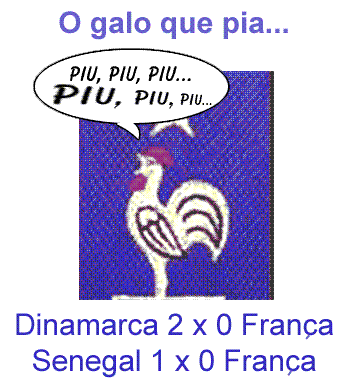 O galo que pia...
PIU, PIU, PIU...
PIU, PIU, PIU...
Dinamarca 2 x 0 França
Senegal 1 x 0 França